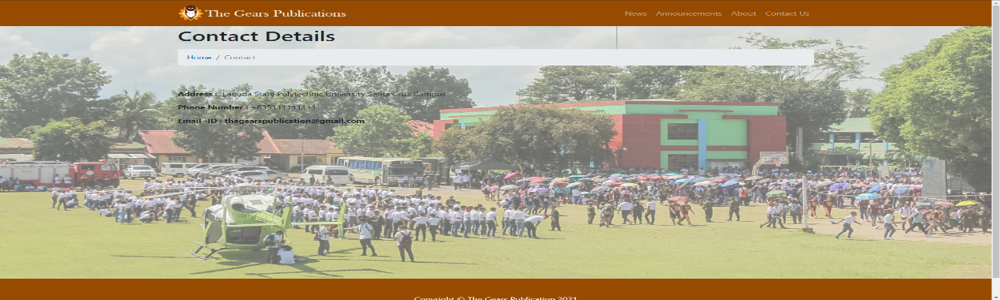 The Gears Publications
News Announcements About Contact Us
Contact Details
Home / Contact
Address : Laguna State Polytechnic University Santa Cruz Campus
Phone Number : +639111111111
Email -ID : thegearspublication@gmail.com
Copyright © The Gears Publication 2021